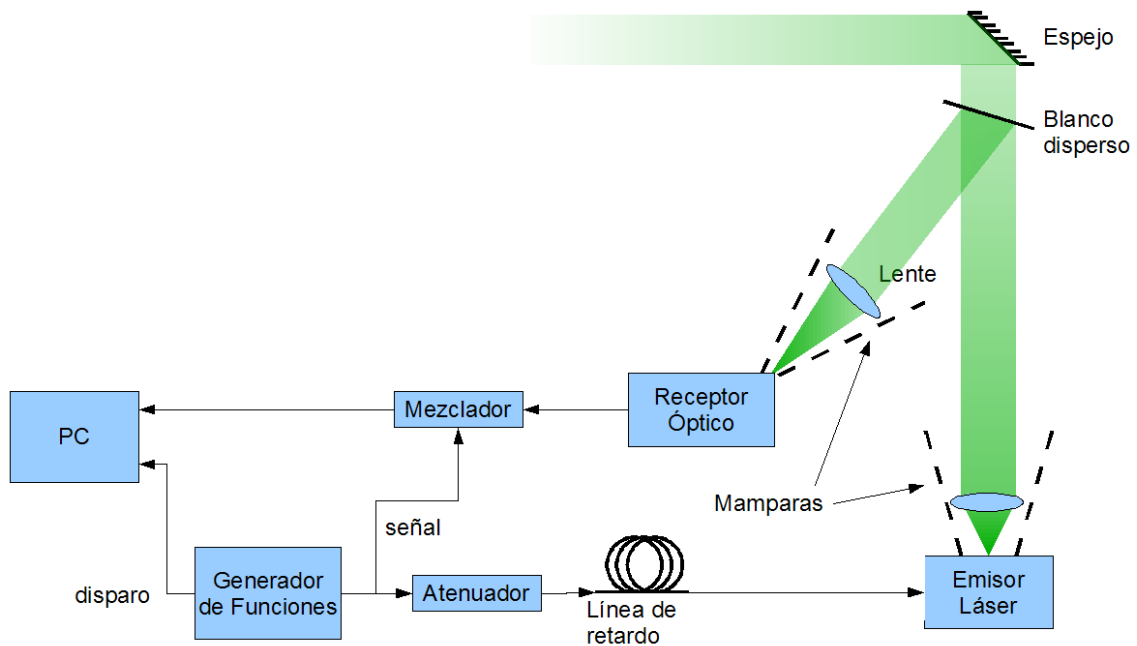 Espejo
Blanco
disperso
Lente
PC
Mezclador
Receptor
Óptico
Mamparas
señal
disparo
Generador
de Funciones
Atenuador
Línea de
retardo
Emisor
Láser